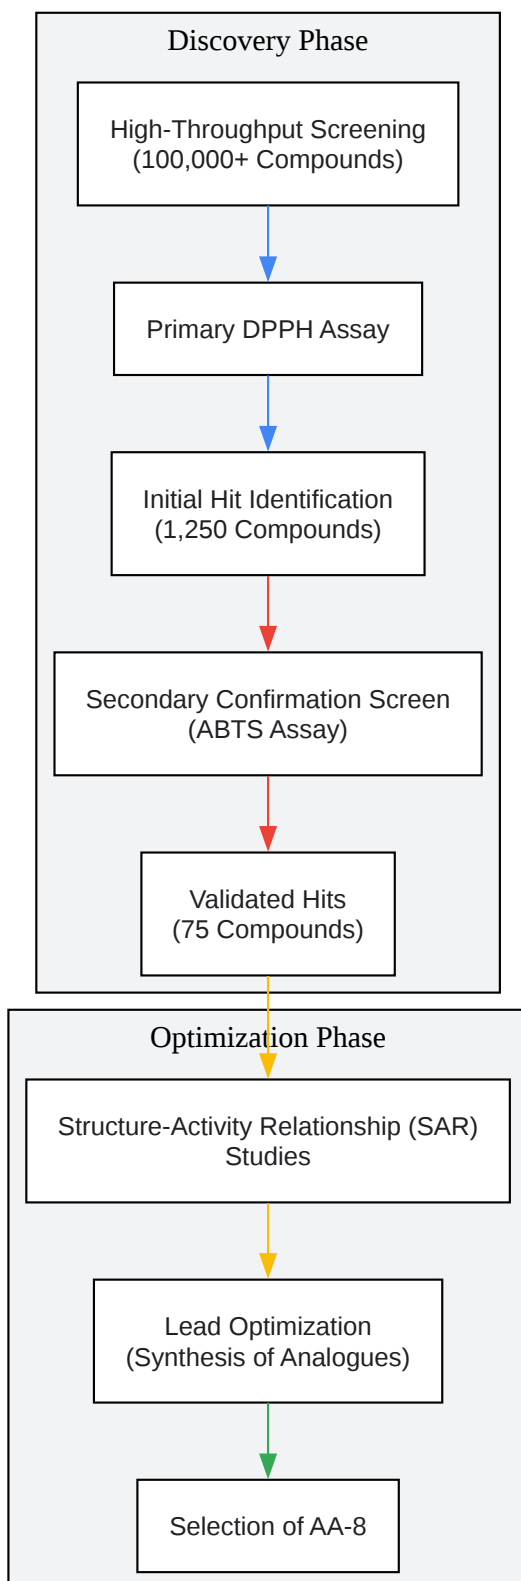 Discovery Phase
High-Throughput Screening
(100,000+ Compounds)
Primary DPPH Assay
Initial Hit Identification
(1,250 Compounds)
Secondary Confirmation Screen
(ABTS Assay)
Validated Hits
(75 Compounds)
Optimization Phase
Structure-Activity Relationship (SAR)
Studies
Lead Optimization
(Synthesis of Analogues)
Selection of AA-8